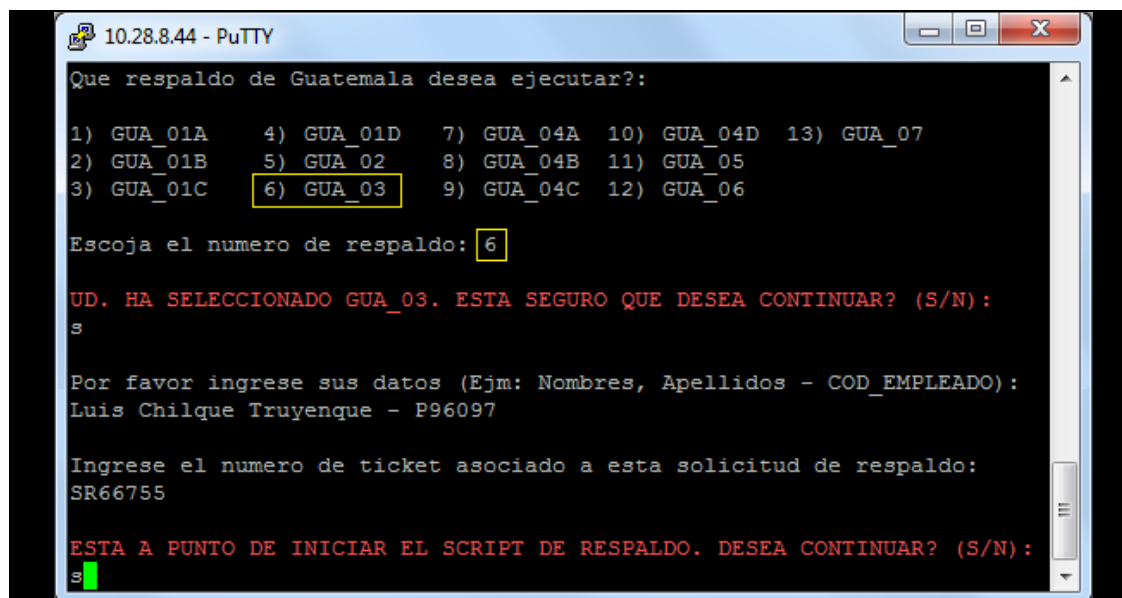 10.28.8.44 - PuTTY
Que respaldo de Guatemala desea ejecutar?:
1) GUA_01A 4) GUA_01D 7) GUA_04A 10) GUA_04D 13) GUA_07
2) GUA_01B 5) GUA_02 8) GUA_04B 11) GUA_05
3) GUA_01C 6) GUA_03 9) GUA_04C 12) GUA_06
Escoja el numero de respaldo: 6
UD. HA SELECCIONADO GUA_03. ESTA SEGURO QUE DESEA CONTINUAR? (S/N):
s
Por favor ingrese sus datos (Ejm: Nombres, Apellidos - COD_EMPLEADO):
Luis Chilque Truyenque - P96097
Ingrese el numero de ticket asociado a esta solicitud de respaldo:
SR66755
ESTA A PUNTO DE INICIAR EL SCRIPT DE RESPALDO. DESEA CONTINUAR? (S/N):
s